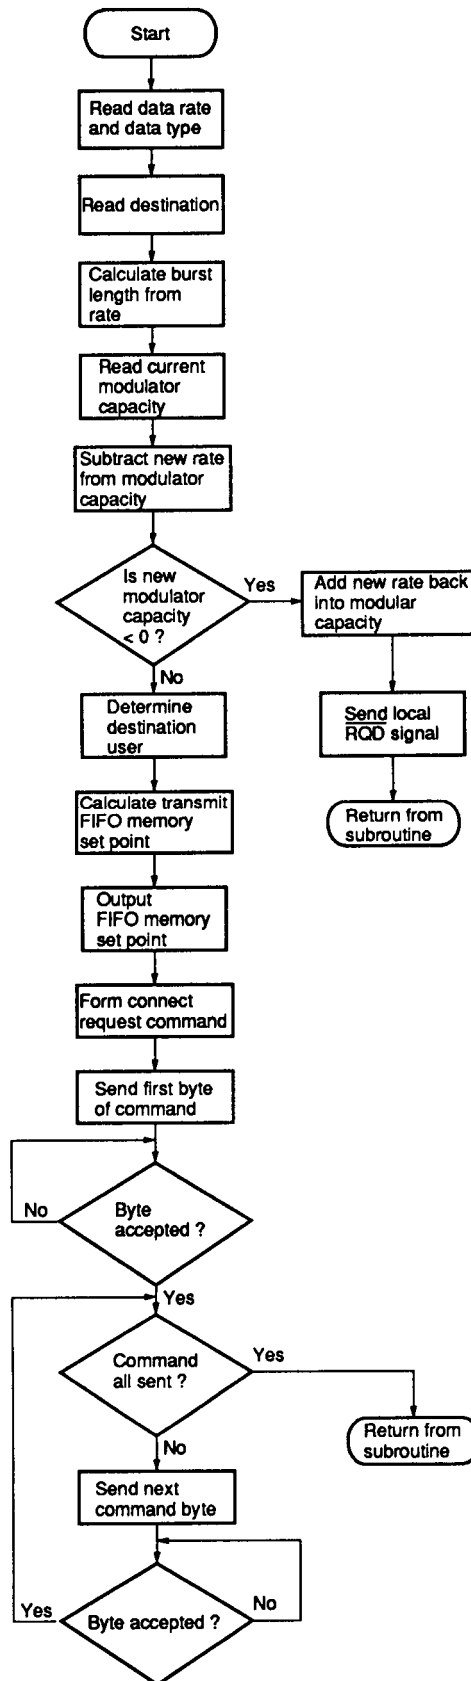 Start
Read data rate
and data type
Read destination
Calculate burst
length from
rate
Read current
modulator
capacity
Subtract new rate
from modulator
capacity
Is new
modulator
capacity
< 0 ?
Yes
Add new rate back
into modular
capacity
No
Send local
RQD signal
Determine
destination
user
Return from
subroutine
Calculate transmit
FIFO memory
set point
Output
FIFO memory
set point
Form connect
request command
Send first byte
of command
No
Byte
accepted ?
Yes
Command
all sent ?
Yes
Return from
subroutine
No
Send next
command byte
Yes
Byte accepted ?
No